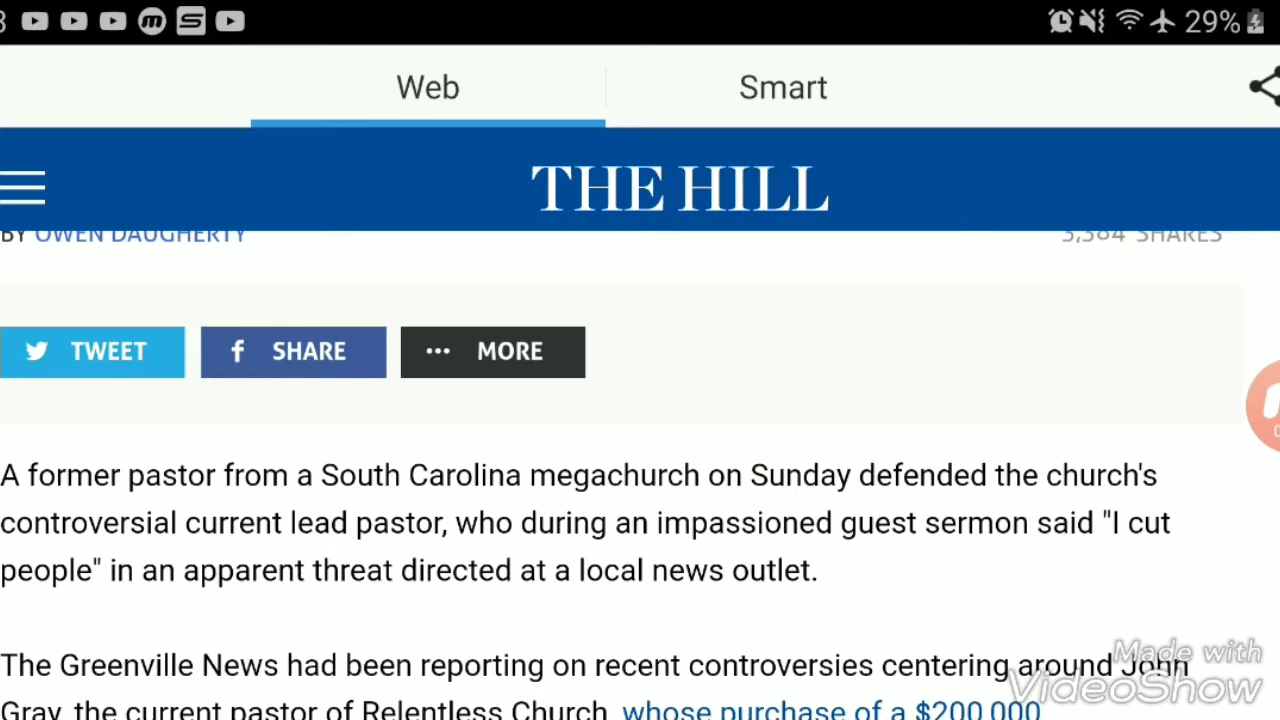 29%
Web Smart
THE HILL
BY OWEN DAUGHERTY 3,384 SHARES
TWEET f SHARE ••• MORE
A former pastor from a South Carolina megachurch on Sunday defended the church's
controversial current lead pastor, who during an impassioned guest sermon said "I cut
people" in an apparent threat directed at a local news outlet.
The Greenville News had been reporting on recent controversies centering around John
Gray, the current pastor of Relentless Church, whose purchase of a $200,000
Made with
VideoShow